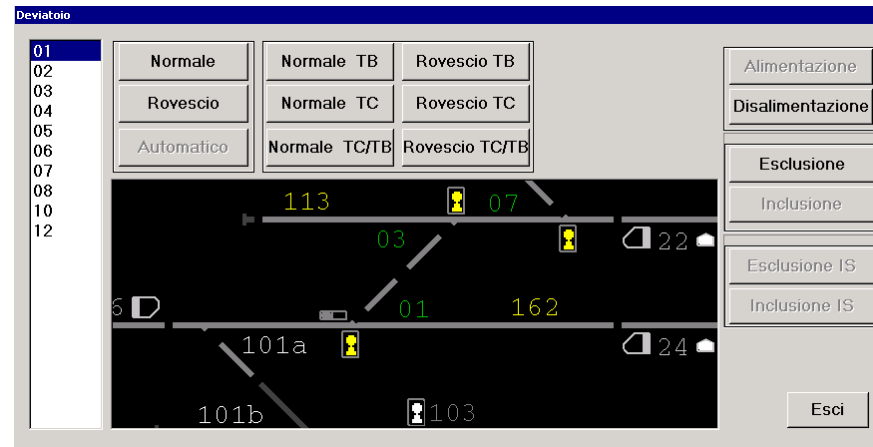 Deviatoio
01
02
03
04
05
06
07
08
10
12
Normale
Rovescio
Automatico
Normale TB
Rovescio TB
Normale TC
Rovescio TC
Normale TC/TB
Rovescio TC/TB
Alimentazione
Disalimentazione
Esclusione
Inclusione
Esclusione IS
Inclusione IS
113
07
03
22
6
01
162
101a
24
101b
103
Esci